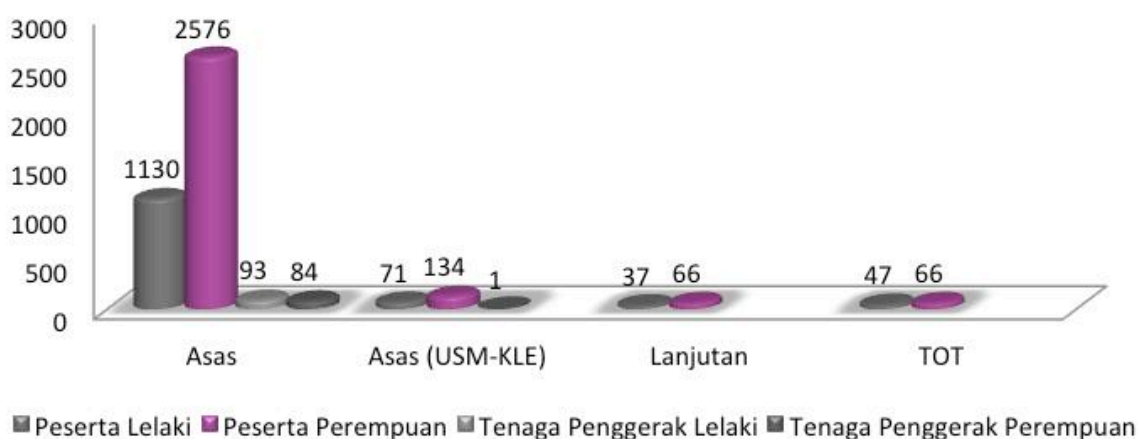 3000
2500
2000
1500
1000
500
0
1130
2576
93
84
71
134
1
37
66
47
66
Asas
Asas (USM-KLE)
Lanjutan
TOT
Peserta Lelaki
Peserta Perempuan
Tenaga Penggerak Lelaki
Tenaga Penggerak Perempuan